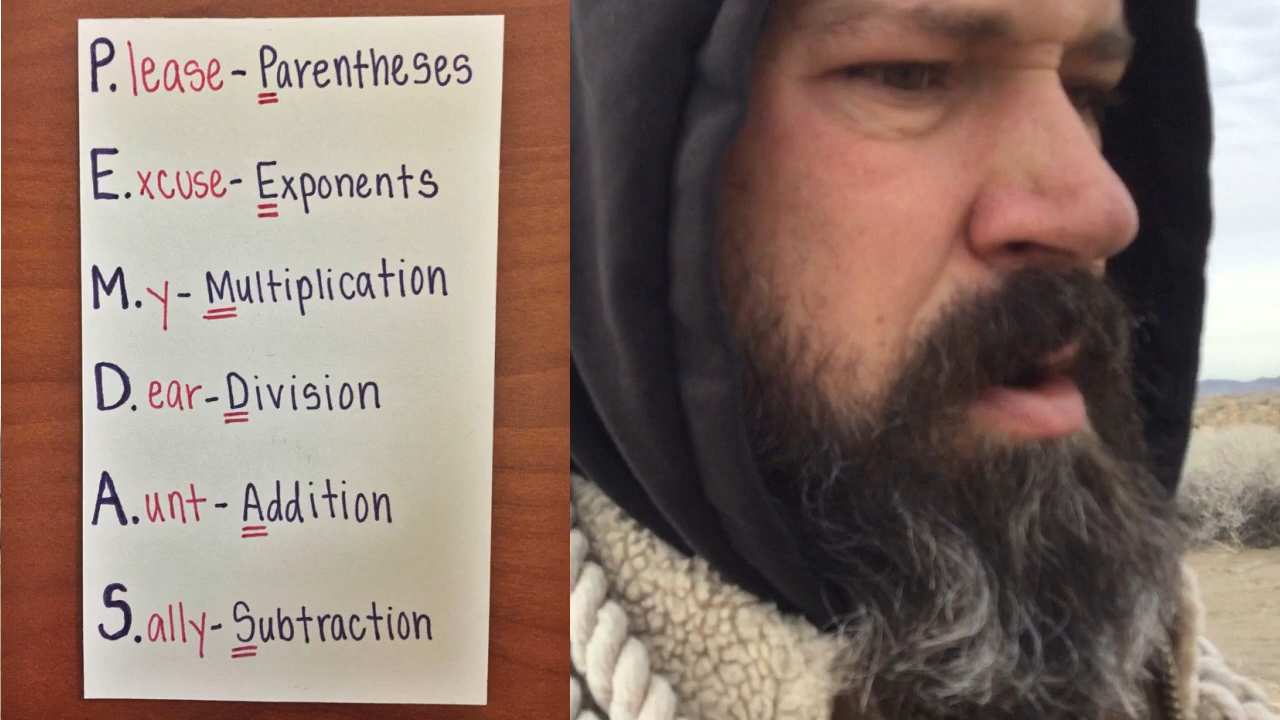 P.lease - Parentheses
E.xcuse - Exponents
M.y - Multiplication
D.ear - Division
A.unt - Addition
S.ally - Subtraction